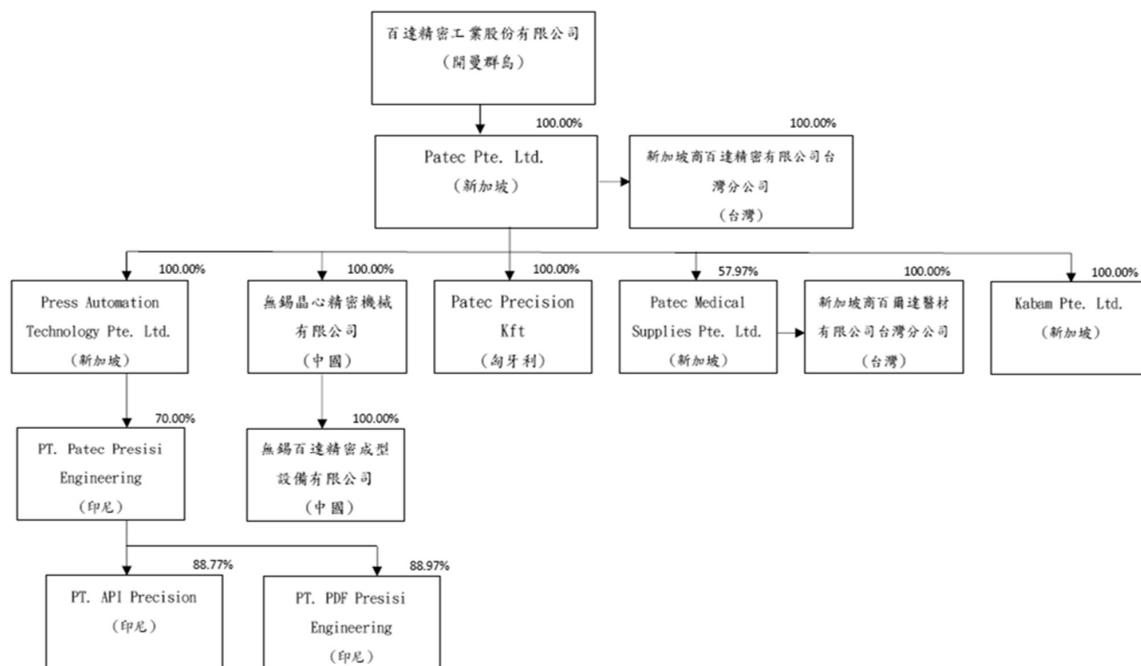 百達精密工業股份有限公司
(開曼群島)
100.00%
100.00%
Patec Pte. Ltd.
(新加坡)
新加坡商百達精密有限公司台
灣分公司
(台灣)
100.00%
100.00%
100.00%
57.97%
100.00%
100.00%
Press Automation
Technology Pte. Ltd.
(新加坡)
無錫晶心精密機械
有限公司
(中國)
Patec Precision
Kft
(匈牙利)
Patec Medical
Supplies Pte. Ltd.
(新加坡)
新加坡商百爾達醫材
有限公司台灣分公司
(台灣)
Kabam Pte. Ltd.
(新加坡)
70.00%
100.00%
PT. Patec Presisi
Engineering
(印尼)
無錫百達精密成型
設備有限公司
(中國)
88.77%
88.97%
PT. API Precision
(印尼)
PT. PDF Presisi
Engineering
(印尼)